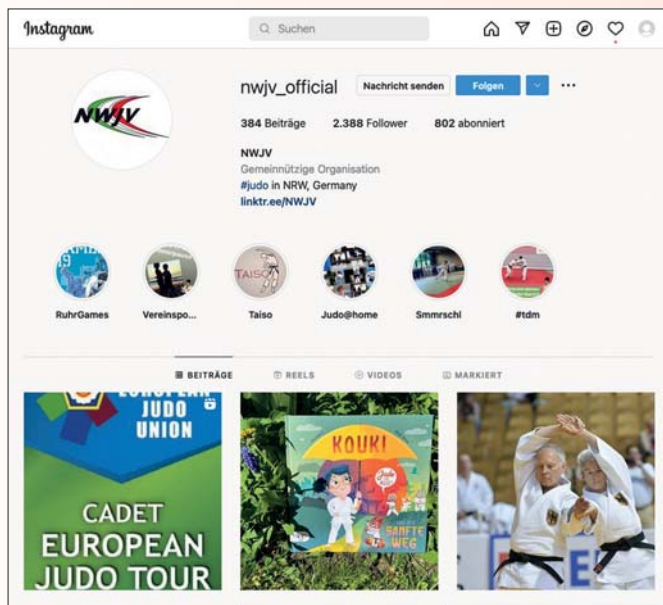 Instagram
Suchen
NWJV
nwjv_official
Nachricht senden
Folgen
384 Beiträge 2.388 Follower 802 abonniert
NWJV
Gemeinnützige Organisation
#judo in NRW, Germany
linktr.ee/NWJV
TAISO
RuhrGames
Vereinspo...
Taiso
Judo@home
Smmrschl
#tdm
BEITRÄGE
REELS
VIDEOS
MARKIERT
EUROPEAN
JUDO
UNION
CADET
EUROPEAN
JUDO TOUR
KOUKI
SANFTE
WEG